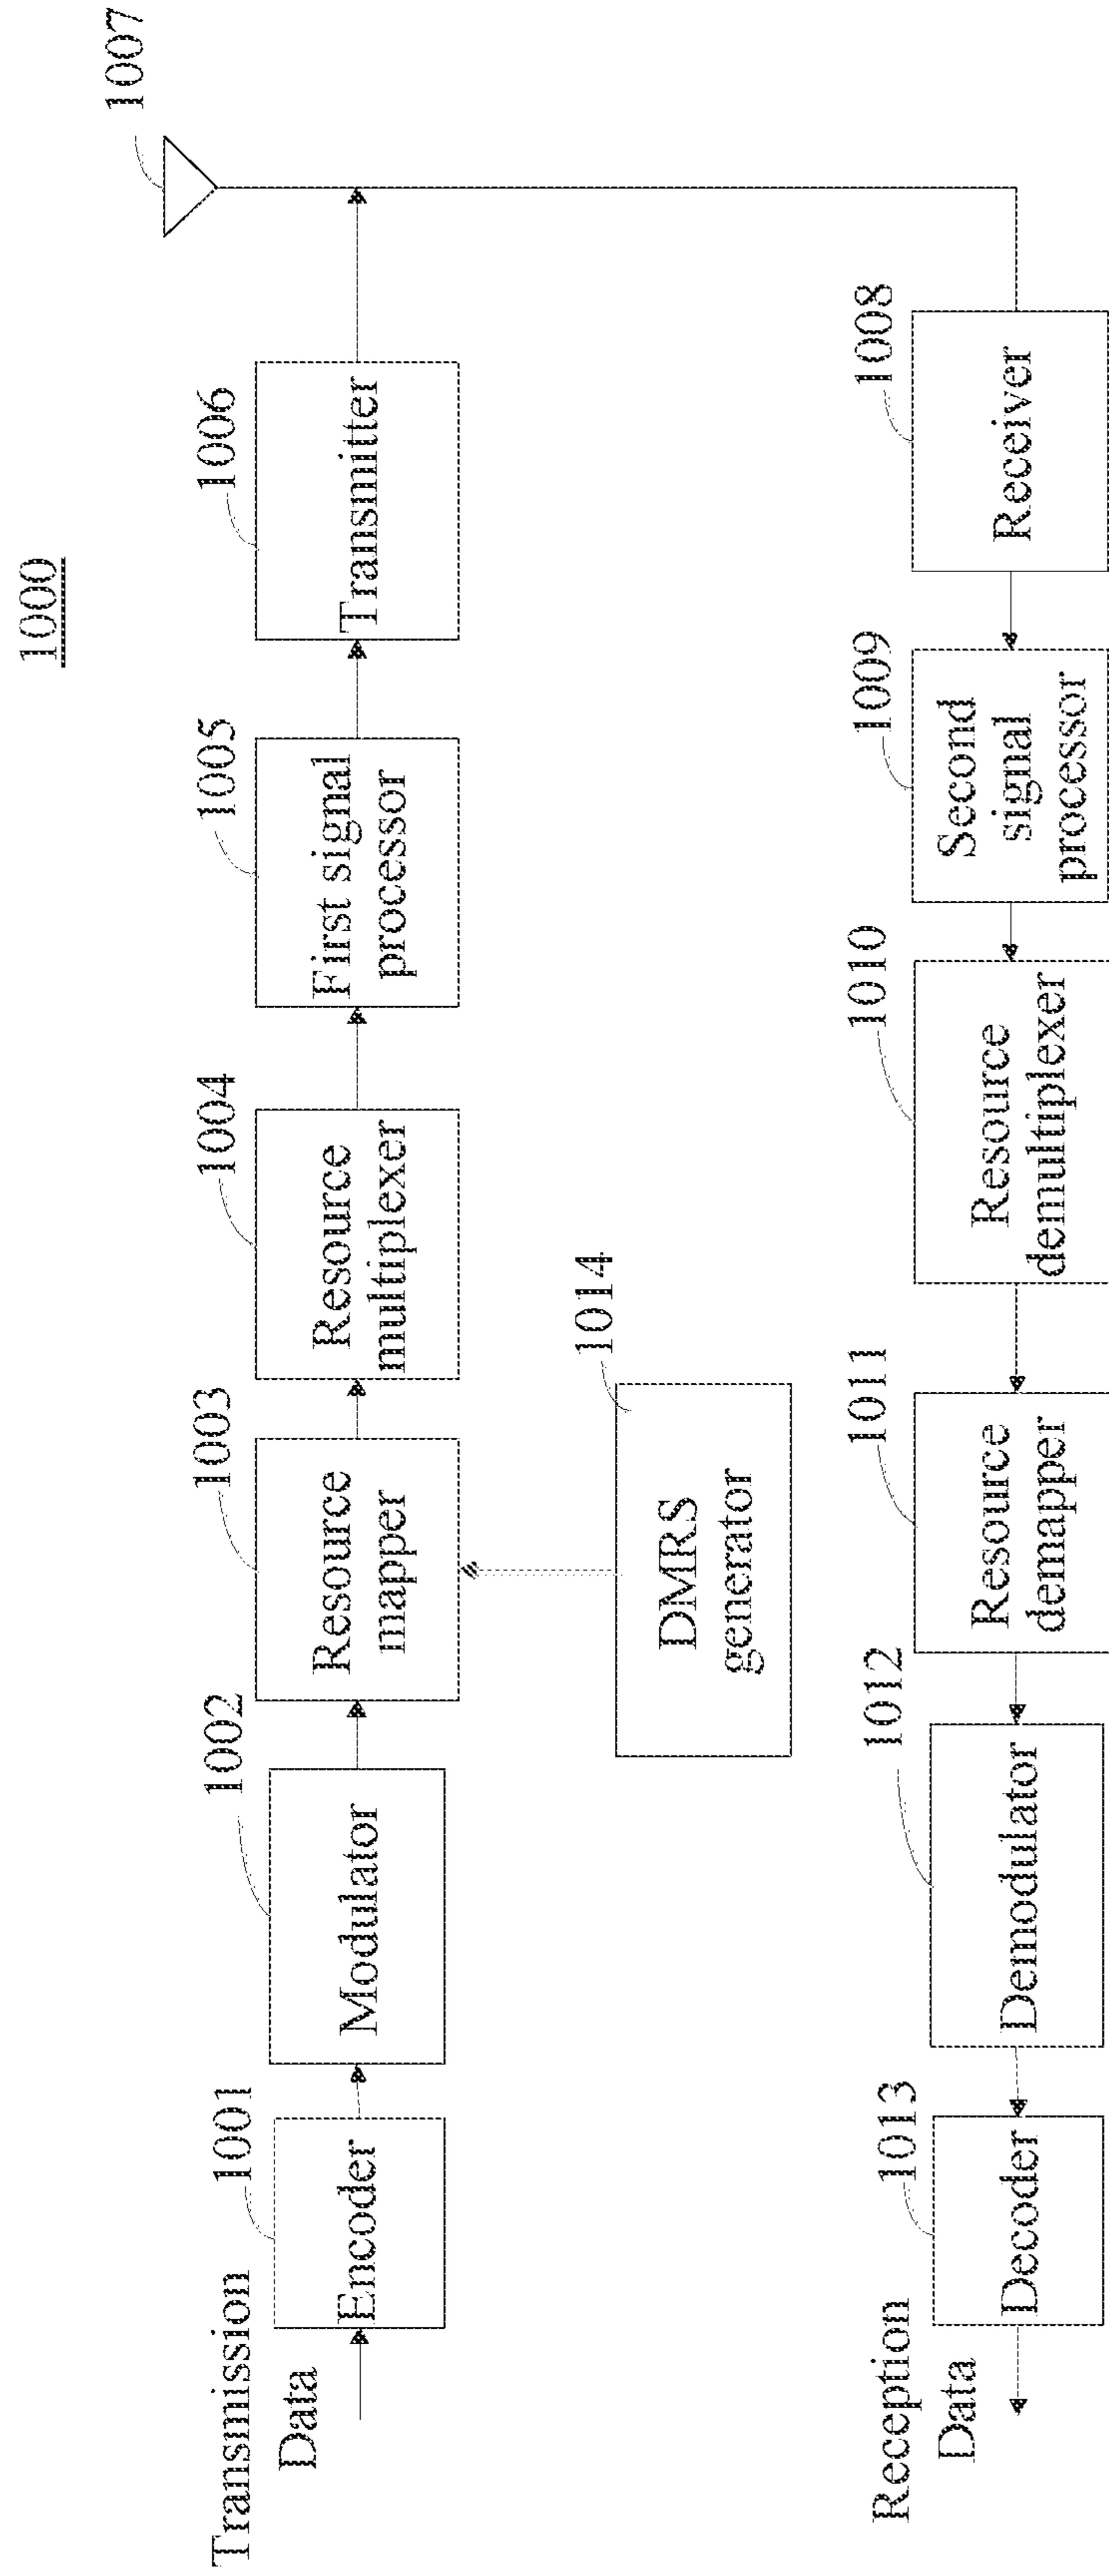 1000
1007
Transmission
Data
1001
Encoder
1002
Modulator
1003
Resource
mapper
1004
Resource
multiplexer
1005
First signal
processor
1006
Transmitter
1014
DMRS
generator
Reception
Data
1013
Decoder
1012
Demodulator
1011
Resource
demapper
1010
Resource
demultiplexer
1009
Second
signal
processor
1008
Receiver